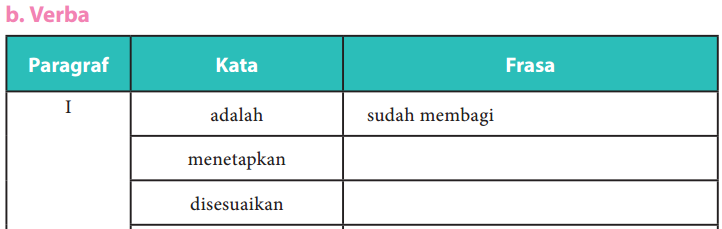 b. Verba
Paragraf Kata Frasa
I adalah sudah membagi
menetapkan
disesuaikan